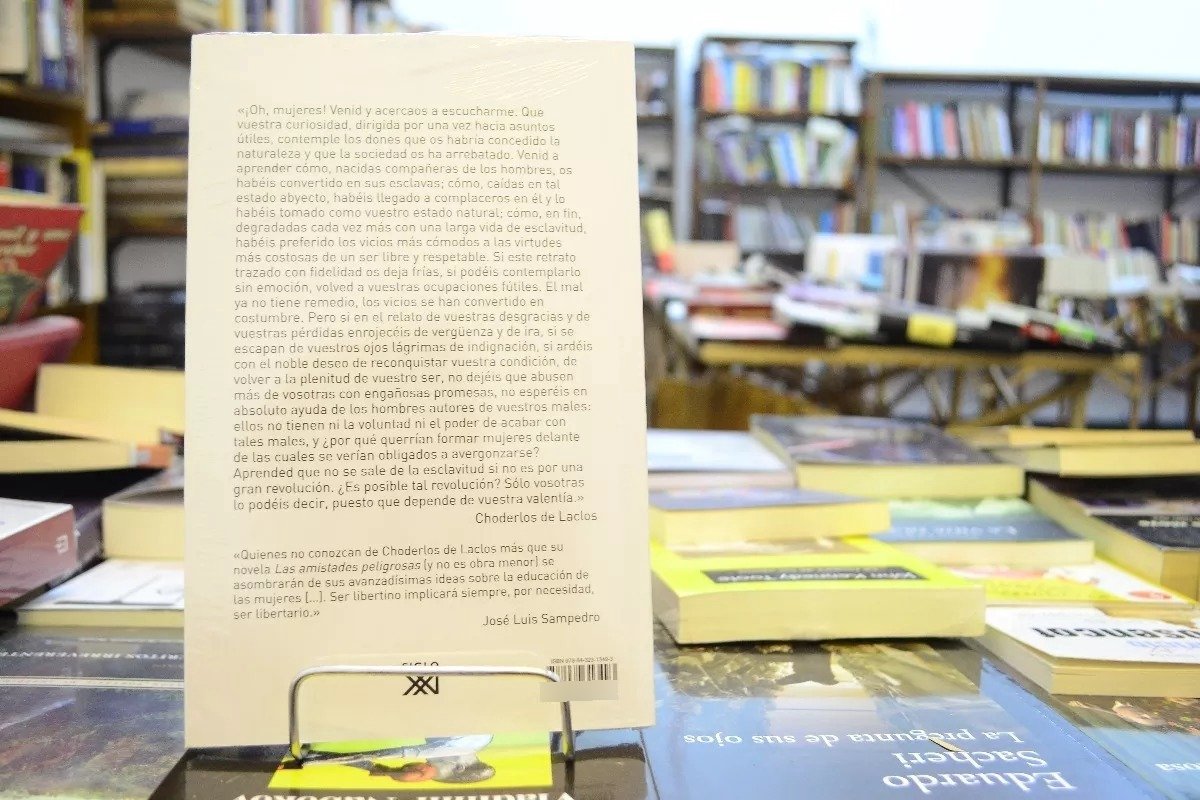 «¡Oh, mujeres! Venid y acercaos a escucharme. Que
vuestra curiosidad, dirigida por una vez hacia asuntos
útiles, contemple los dones que os habría concedido la
naturaleza y que la sociedad os ha arrebatado. Venid a
aprender cómo, nacidas compañeras de los hombres, os
habéis convertido en sus esclavas; cómo, caídas en tal
estado abyecto, habéis llegado a complaceros en él y lo
habéis tomado como vuestro estado natural; cómo, en fin,
degradadas cada vez más con una larga vida de esclavitud,
habéis preferido los vicios más cómodos a las virtudes
más costosas de un ser libre y respetable. Si este retrato
trazado con fidelidad os deja frías, si podéis contemplarlo
sin emoción, volved a vuestras ocupaciones fútiles. El mal
ya no tiene remedio, los vicios se han convertido en
costumbre. Pero si en el relato de vuestras desgracias y de
vuestras pérdidas enrojecéis de vergüenza y de ira, si se
escapan de vuestros ojos lágrimas de indignación, si ardéis
con el noble deseo de reconquistar vuestra condición, de
volver a la plenitud de vuestro ser, no dejéis que abusen
más de vosotras con engañosas promesas, no esperéis en
absoluto ayuda de los hombres autores de vuestros males:
ellos no tienen ni la voluntad ni el poder de acabar con
tales males, y ¿por qué querrían formar mujeres delante
de las cuales se verían obligados a avergonzarse?
Aprended que no se sale de la esclavitud si no es por una
gran revolución. ¿Es posible tal revolución? Sólo vosotras
lo podéis decir, puesto que depende de vuestra valentía.»
Choderlos de Laclos
«Quienes no conozcan de Choderlos de Laclos más que su
novela Las amistades peligrosas (y no es obra menor) se
asombrarán de sus avanzadísimas ideas sobre la educación de
las mujeres [...]. Ser libertino implicará siempre, por necesidad,
ser libertario.»
José Luis Sampedro
SIGLO
XXI
John Kennedy Toole
La pregunta de sus ojos
Eduardo
Sacheri